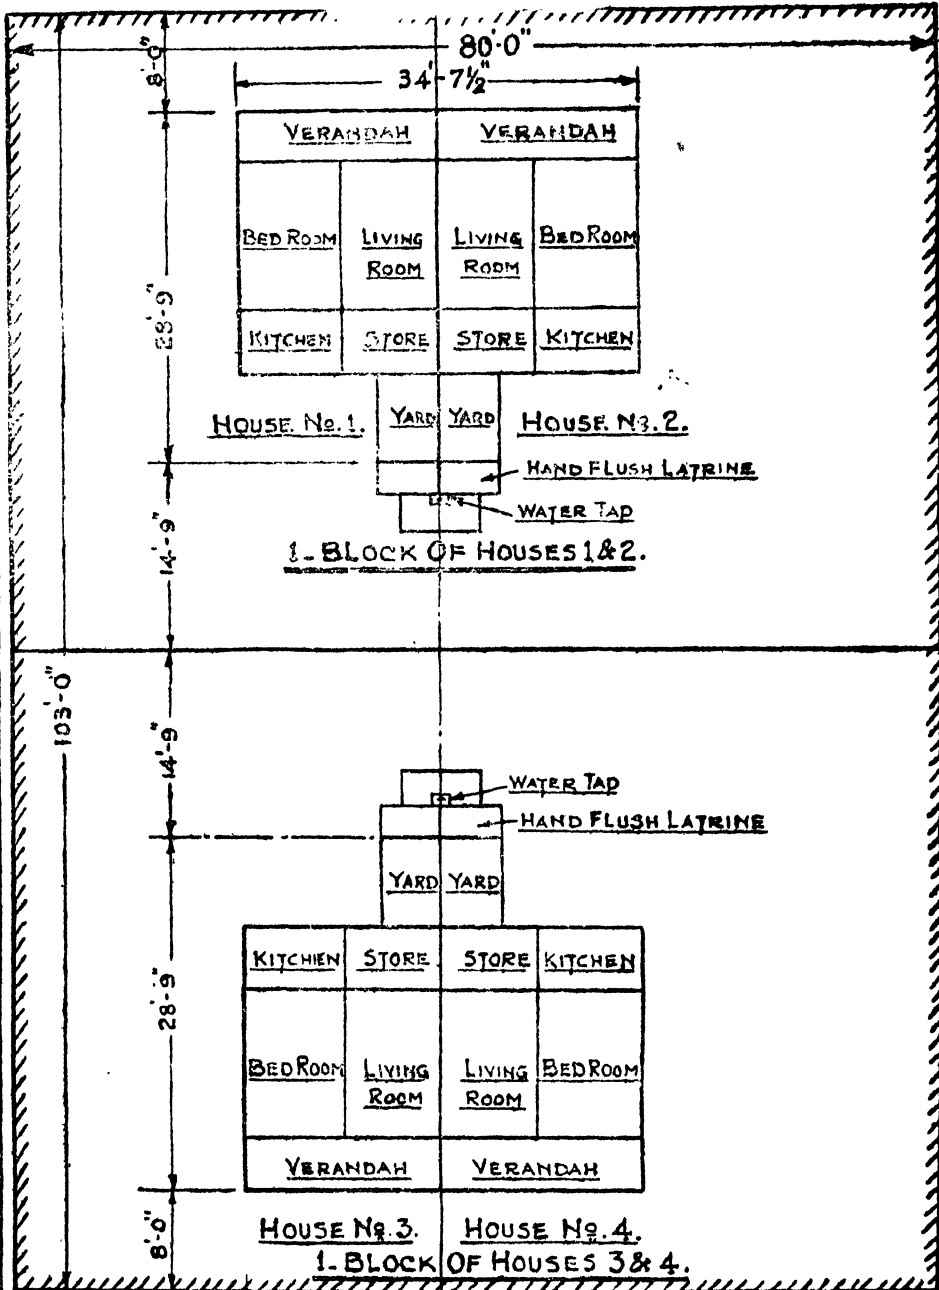 80'-0"
8'-0"
34'-7½"
VERANDAH VERANDAH
BED ROOM LIVING ROOM LIVING ROOM BED ROOM
28'-9"
KITCHEN STORE STORE KITCHEN
HOUSE No. 1. YARD YARD HOUSE No. 2.
HAND FLUSH LATRINE
WATER TAP
14'-9"
1-BLOCK OF HOUSES 1 & 2.
103'-0"
14'-9"
WATER TAP
HAND FLUSH LATRINE
YARD YARD
KITCHEN STORE STORE KITCHEN
28'-9"
BED ROOM LIVING ROOM LIVING ROOM BED ROOM
VERANDAH VERANDAH
8'-0"
HOUSE No. 3. HOUSE No. 4.
1-BLOCK OF HOUSES 3 & 4.